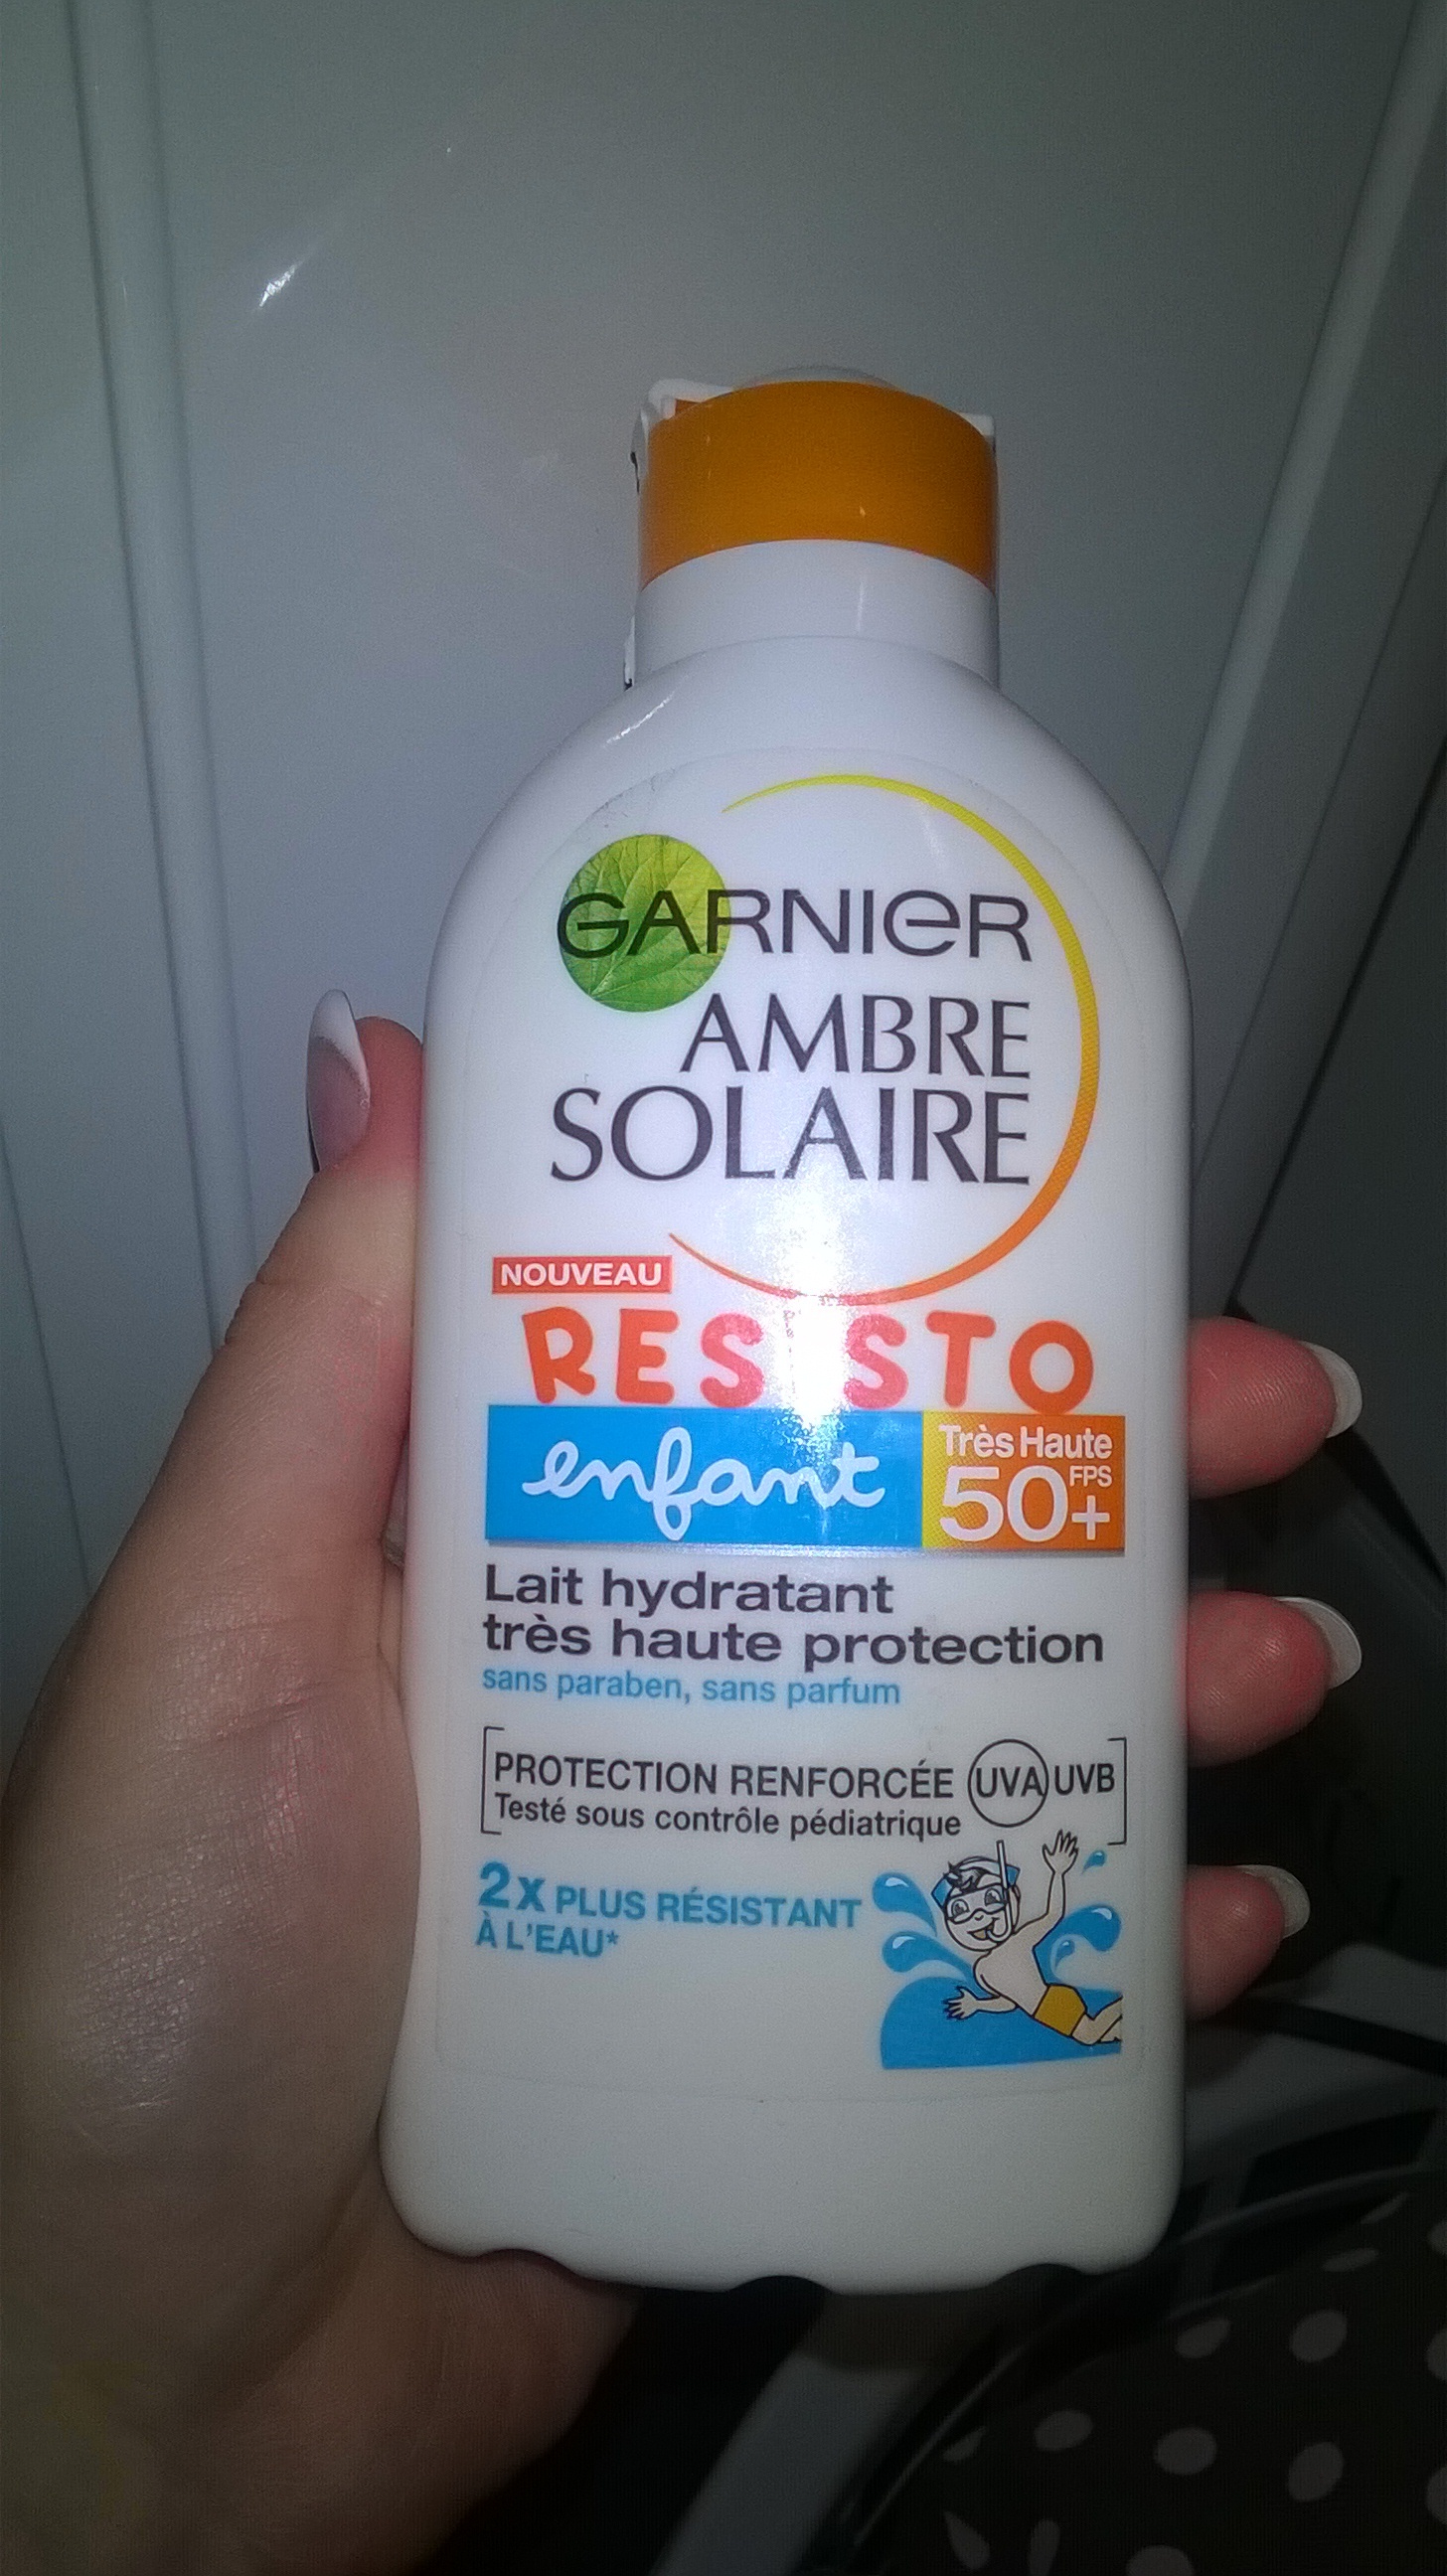 GARNIER
AMBRE
SOLAIRE
NOUVEAU
RESISTO
enfant
Très Haute
FPS
50+
Lait hydratant
très haute protection
sans paraben, sans parfum
PROTECTION RENFORCÉE UVA UVB
Testé sous contrôle pédiatrique
2x PLUS RÉSISTANT
À L'EAU*